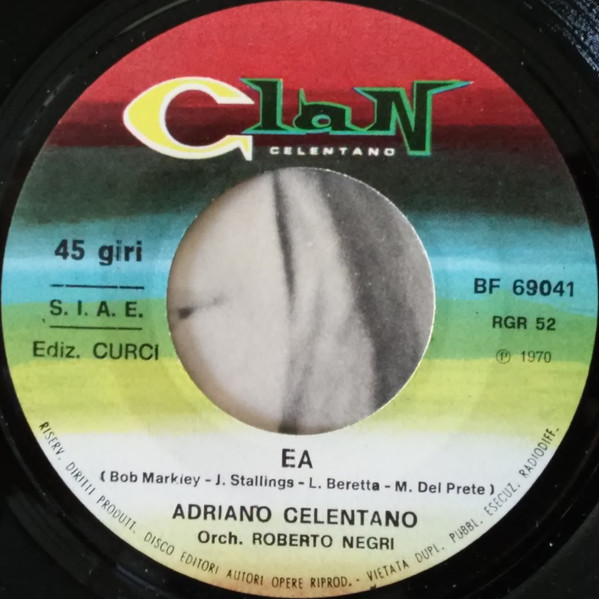 Clan
CELENTANO
45 giri
S. I. A. E.
Ediz. CURCI
BF 69041
RGR 52
℗ 1970
EA
( Bob Markley - J. Stallings - L. Beretta - M. Del Prete )
ADRIANO CELENTANO
Orch. ROBERTO NEGRI
RISERV. DIRITTI PRODUTT. DISCO EDITORI AUTORI OPERE RIPROD. - VIETATA DUPL. PUBBL. ESECUZ. RADIODIFF.